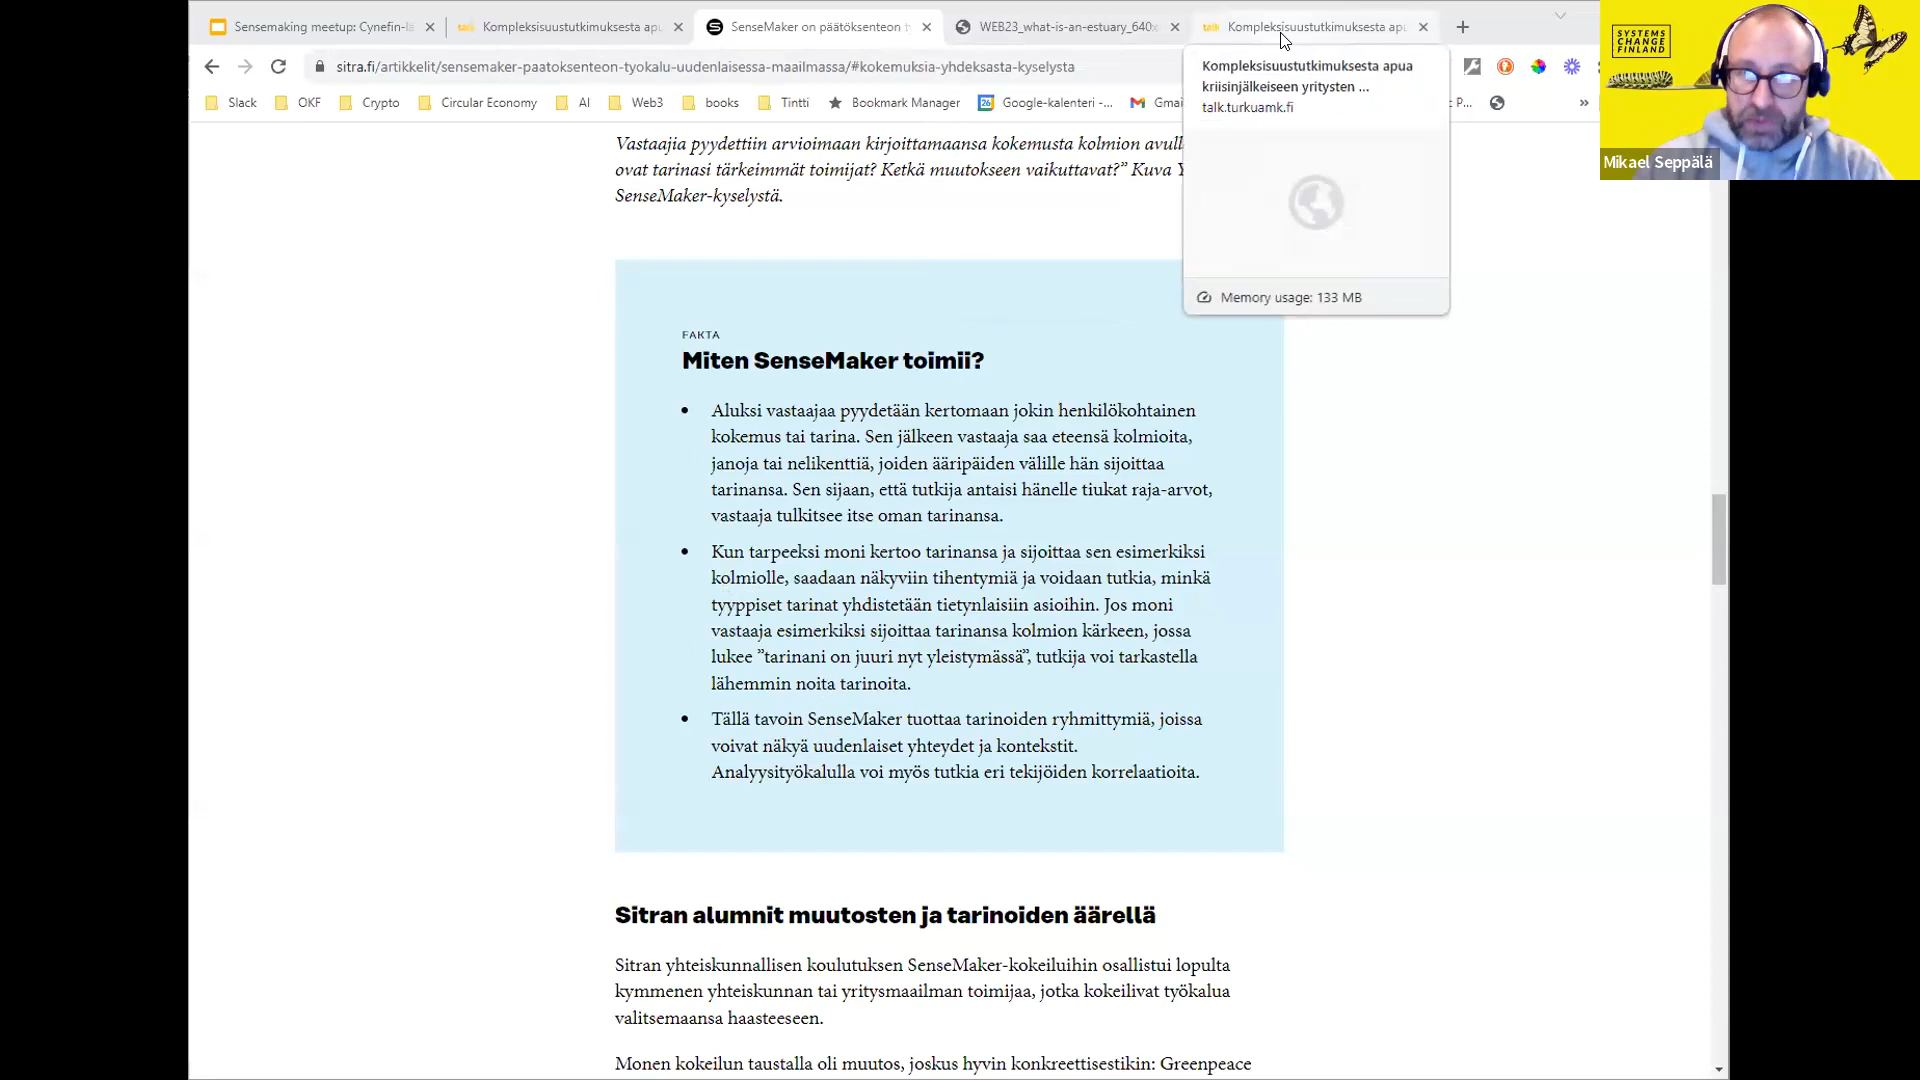 Sensemaking meetup: Cynefin-lä
Kompleksisuustutkimuksesta apu
SenseMaker on päätöksenteon t
WEB23_what-is-an-estuary_640x
Kompleksisuustutkimuksesta apu
sitra.fi/artikkelit/sensemaker-paatoksenteon-tyokalu-uudenlaisessa-maailmassa/#kokemuksia-yhdeksasta-kyselysta
Slack
OKF
Crypto
Circular Economy
AI
Web3
books
Tintti
Bookmark Manager
26
Google-kalenteri -...
Gmai
P...
Kompleksisuustutkimuksesta apua
kriisinjälkeiseen yritysten ...
talk.turkuamk.fi
Memory usage: 133 MB
SYSTEMS
CHANGE
FINLAND
Mikael Seppälä
Vastaajia pyydettiin arvioimaan kirjoittamaansa kokemusta kolmion avull
ovat tarinasi tärkeimmät toimijat? Ketkä muutokseen vaikuttavat?” Kuva Y
SenseMaker-kyselystä.
FAKTA
Miten SenseMaker toimii?
• Aluksi vastaajaa pyydetään kertomaan jokin henkilökohtainen
kokemus tai tarina. Sen jälkeen vastaaja saa eteensä kolmioita,
janoja tai nelikenttiä, joiden ääripäiden välille hän sijoittaa
tarinansa. Sen sijaan, että tutkija antaisi hänelle tiukat raja-arvot,
vastaaja tulkitsee itse oman tarinansa.
• Kun tarpeeksi moni kertoo tarinansa ja sijoittaa sen esimerkiksi
kolmiolle, saadaan näkyviin tihentymiä ja voidaan tutkia, minkä
tyyppiset tarinat yhdistetään tietynlaisiin asioihin. Jos moni
vastaaja esimerkiksi sijoittaa tarinansa kolmion kärkeen, jossa
lukee ”tarinani on juuri nyt yleistymässä”, tutkija voi tarkastella
lähemmin noita tarinoita.
• Tällä tavoin SenseMaker tuottaa tarinoiden ryhmittymiä, joissa
voivat näkyä uudenlaiset yhteydet ja kontekstit.
Analyysityökalulla voi myös tutkia eri tekijöiden korrelaatioita.
Sitran alumnit muutosten ja tarinoiden äärellä
Sitran yhteiskunnallisen koulutuksen SenseMaker-kokeiluihin osallistui lopulta
kymmenen yhteiskunnan tai yritysmaailman toimijaa, jotka kokeilivat työkalua
valitsemaansa haasteeseen.
Monen kokeilun taustalla oli muutos, joskus hyvin konkreettisestikin: Greenpeace